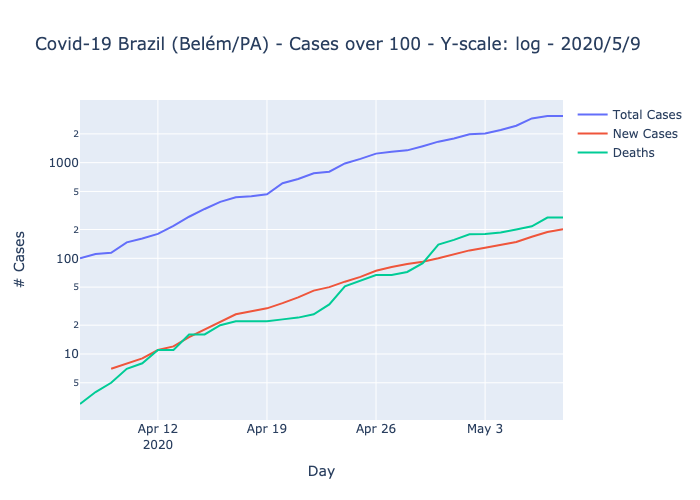 Covid-19 Brazil (Belém/PA) - Cases over 100 - Y-scale: log - 2020/5/9
Total Cases
New Cases
Deaths
2
1000
5
2
100
5
2
10
5
# Cases
Apr 12
2020
Apr 19
Apr 26
May 3
Day